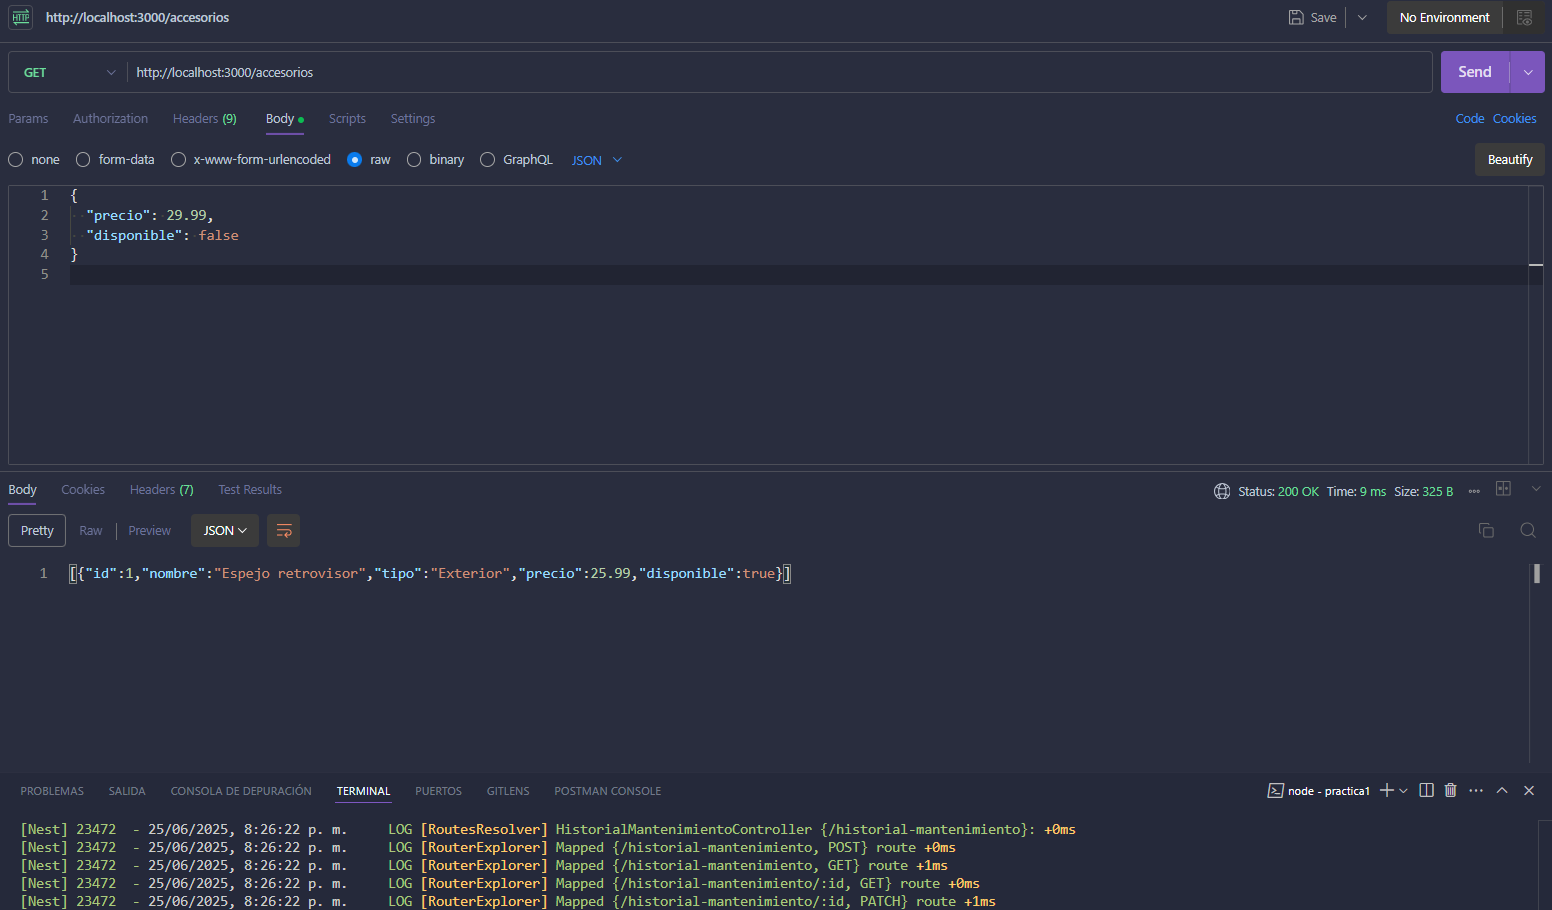 HTTP http://localhost:3000/accesorios Save No Environment
GET http://localhost:3000/accesorios Send
Params Authorization Headers (9) Body Scripts Settings Code Cookies
none form-data x-www-form-urlencoded raw binary GraphQL JSON Beautify
1 {
2 "precio": 29.99,
3 "disponible": false
4 }
5
Body Cookies Headers (7) Test Results Status: 200 OK Time: 9 ms Size: 325 B
Pretty Raw Preview JSON
1 [{"id":1,"nombre":"Espejo retrovisor","tipo":"Exterior","precio":25.99,"disponible":true}]
PROBLEMAS SALIDA CONSOLA DE DEPURACIÓN TERMINAL PUERTOS GITLENS POSTMAN CONSOLE node - practica1
[Nest] 23472 - 25/06/2025, 8:26:22 p. m. LOG [RoutesResolver] HistorialMantenimientoController {/historial-mantenimiento}: +0ms
[Nest] 23472 - 25/06/2025, 8:26:22 p. m. LOG [RouterExplorer] Mapped {/historial-mantenimiento, POST} route +0ms
[Nest] 23472 - 25/06/2025, 8:26:22 p. m. LOG [RouterExplorer] Mapped {/historial-mantenimiento, GET} route +1ms
[Nest] 23472 - 25/06/2025, 8:26:22 p. m. LOG [RouterExplorer] Mapped {/historial-mantenimiento/:id, GET} route +0ms
[Nest] 23472 - 25/06/2025, 8:26:22 p. m. LOG [RouterExplorer] Mapped {/historial-mantenimiento/:id, PATCH} route +1ms